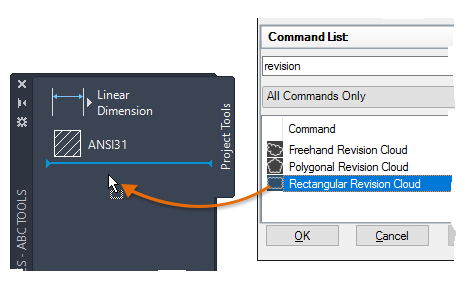 Linear
Dimension
ANSI31
Project Tools
S - ABC TOOLS
Command List:
revision
All Commands Only
Command
Freehand Revision Cloud
Polygonal Revision Cloud
Rectangular Revision Cloud
OK
Cancel